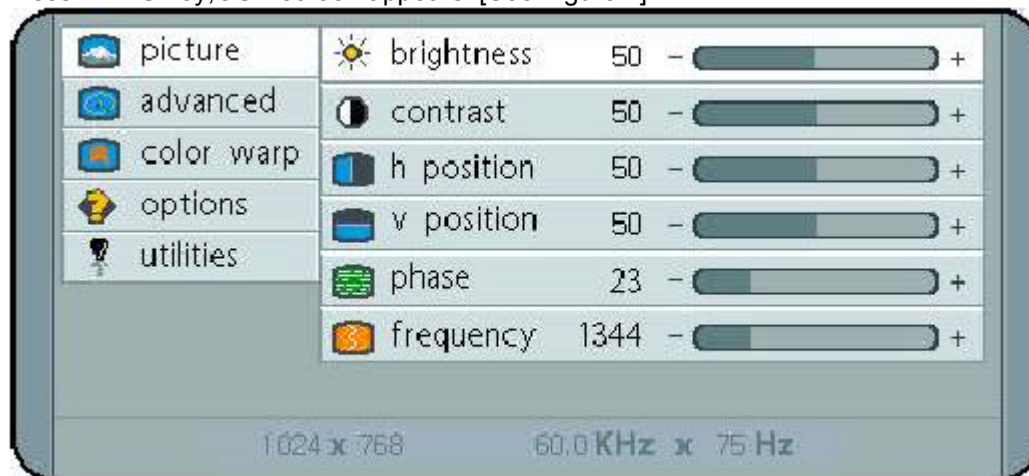 picture
advanced
color warp
options
utilities
brightness 50 - +
contrast 50 - +
h position 50 - +
v position 50 - +
phase 23 - +
frequency 1344 - +
1024 x 768 60.0 KHz x 75 Hz